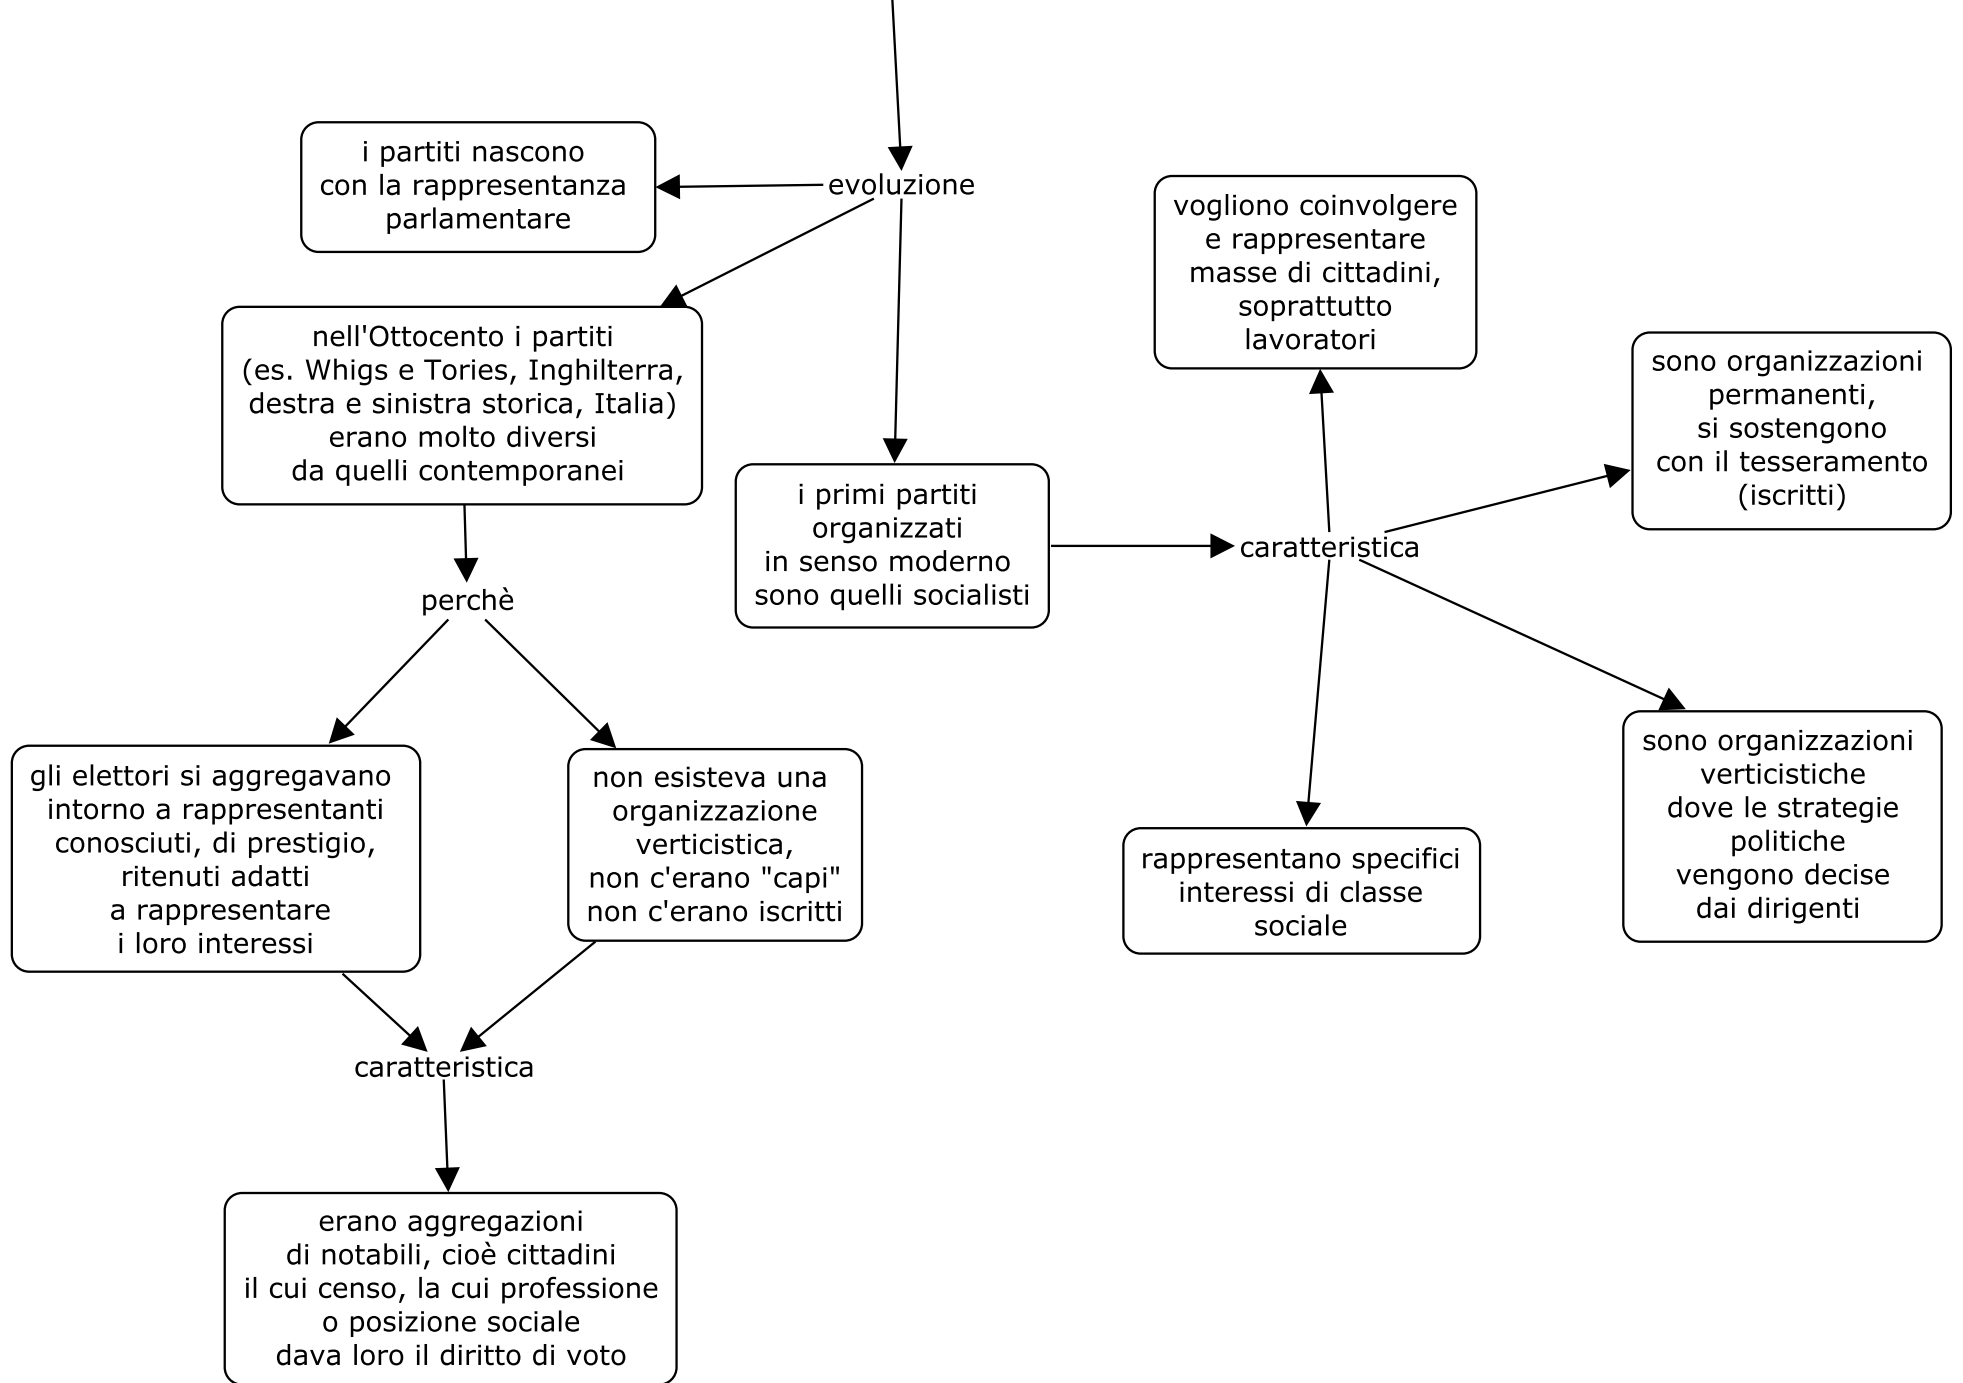 evoluzione
i partiti nascono
con la rappresentanza
parlamentare
nell'Ottocento i partiti
(es. Whigs e Tories, Inghilterra,
destra e sinistra storica, Italia)
erano molto diversi
da quelli contemporanei
perchè
gli elettori si aggregavano
intorno a rappresentanti
conosciuti, di prestigio,
ritenuti adatti
a rappresentare
i loro interessi
non esisteva una
organizzazione
verticistica,
non c'erano "capi"
non c'erano iscritti
caratteristica
erano aggregazioni
di notabili, cioè cittadini
il cui censo, la cui professione
o posizione sociale
dava loro il diritto di voto
i primi partiti
organizzati
in senso moderno
sono quelli socialisti
caratteristica
vogliono coinvolgere
e rappresentare
masse di cittadini,
soprattutto
lavoratori
sono organizzazioni
permanenti,
si sostengono
con il tesseramento
(iscritti)
sono organizzazioni
verticistiche
dove le strategie
politiche
vengono decise
dai dirigenti
rappresentano specifici
interessi di classe
sociale